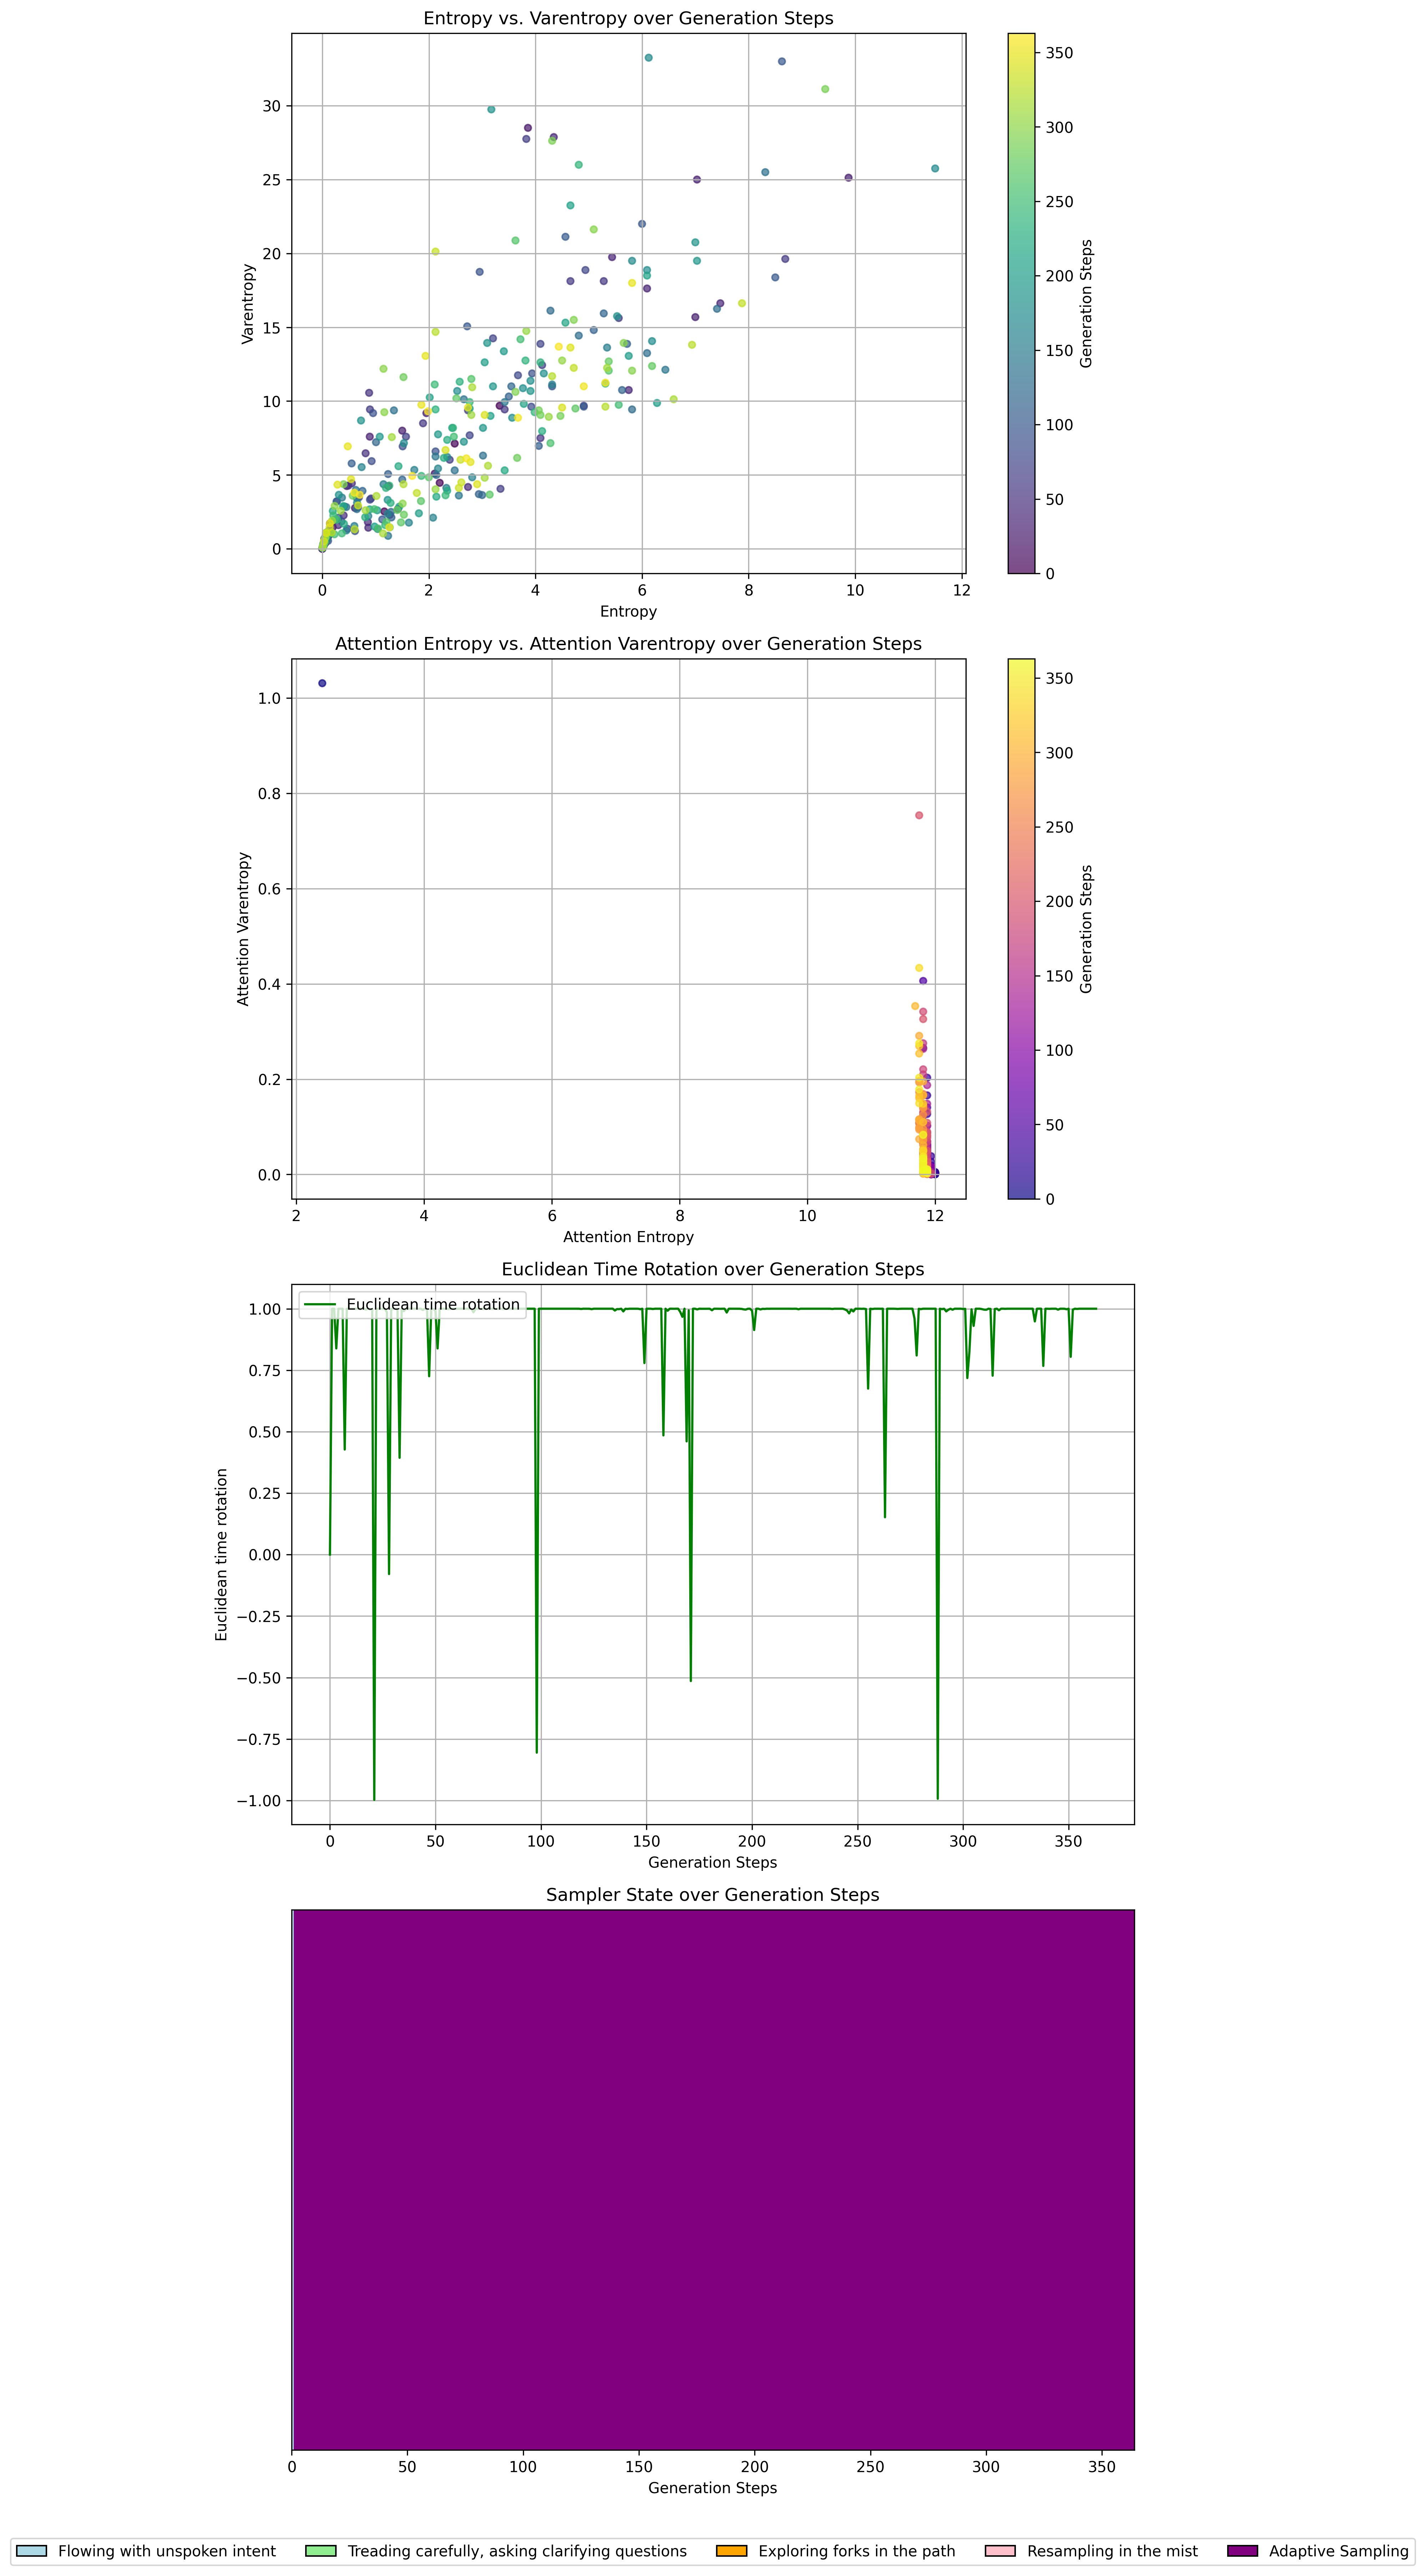 Entropy vs. Varentropy over Generation Steps
Varentropy
30
25
20
15
10
5
0
0 2 4 6 8 10 12
Entropy
350
300
250
200
150
100
50
0
Generation Steps
Attention Entropy vs. Attention Varentropy over Generation Steps
Attention Varentropy
1.0
0.8
0.6
0.4
0.2
0.0
2 4 6 8 10 12
Attention Entropy
350
300
250
200
150
100
50
0
Generation Steps
Euclidean Time Rotation over Generation Steps
Euclidean time rotation
Euclidean time rotation
1.00
0.75
0.50
0.25
0.00
−0.25
−0.50
−0.75
−1.00
0 50 100 150 200 250 300 350
Generation Steps
Sampler State over Generation Steps
0 50 100 150 200 250 300 350
Generation Steps
Flowing with unspoken intent Treading carefully, asking clarifying questions Exploring forks in the path Resampling in the mist Adaptive Sampling